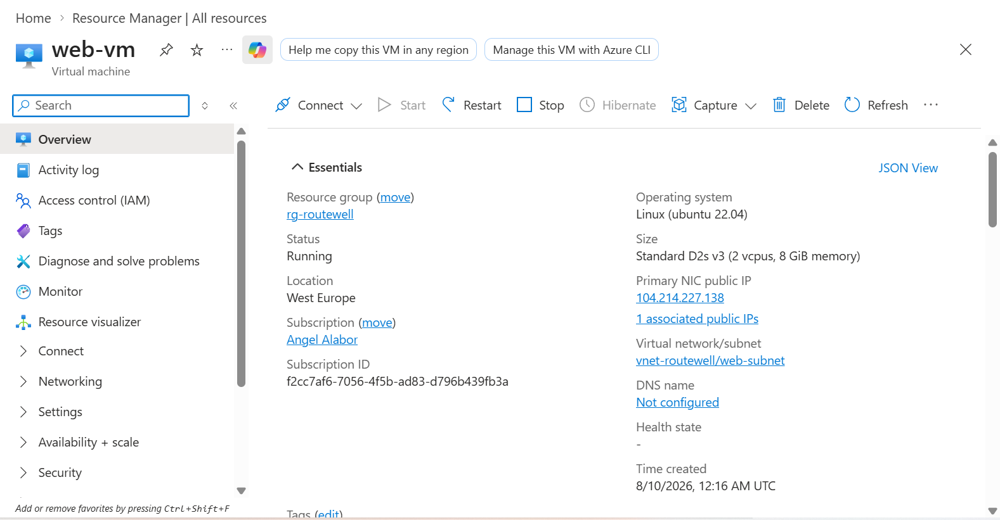 Home > Resource Manager | All resources
web-vm
Virtual machine
Help me copy this VM in any region
Manage this VM with Azure CLI
Search
Connect
Start
Restart
Stop
Hibernate
Capture
Delete
Refresh
Overview
Activity log
Access control (IAM)
Tags
Diagnose and solve problems
Monitor
Resource visualizer
Connect
Networking
Settings
Availability + scale
Security
Add or remove favorites by pressing Ctrl+Shift+F
Essentials
JSON View
Resource group (move)
rg-routewell
Status
Running
Location
West Europe
Subscription (move)
Angel Alabor
Subscription ID
f2cc7af6-7056-4f5b-ad83-d796b439fb3a
Operating system
Linux (ubuntu 22.04)
Size
Standard D2s v3 (2 vcpus, 8 GiB memory)
Primary NIC public IP
104.214.227.138
1 associated public IPs
Virtual network/subnet
vnet-routewell/web-subnet
DNS name
Not configured
Health state
-
Time created
8/10/2026, 12:16 AM UTC
Tags (edit)